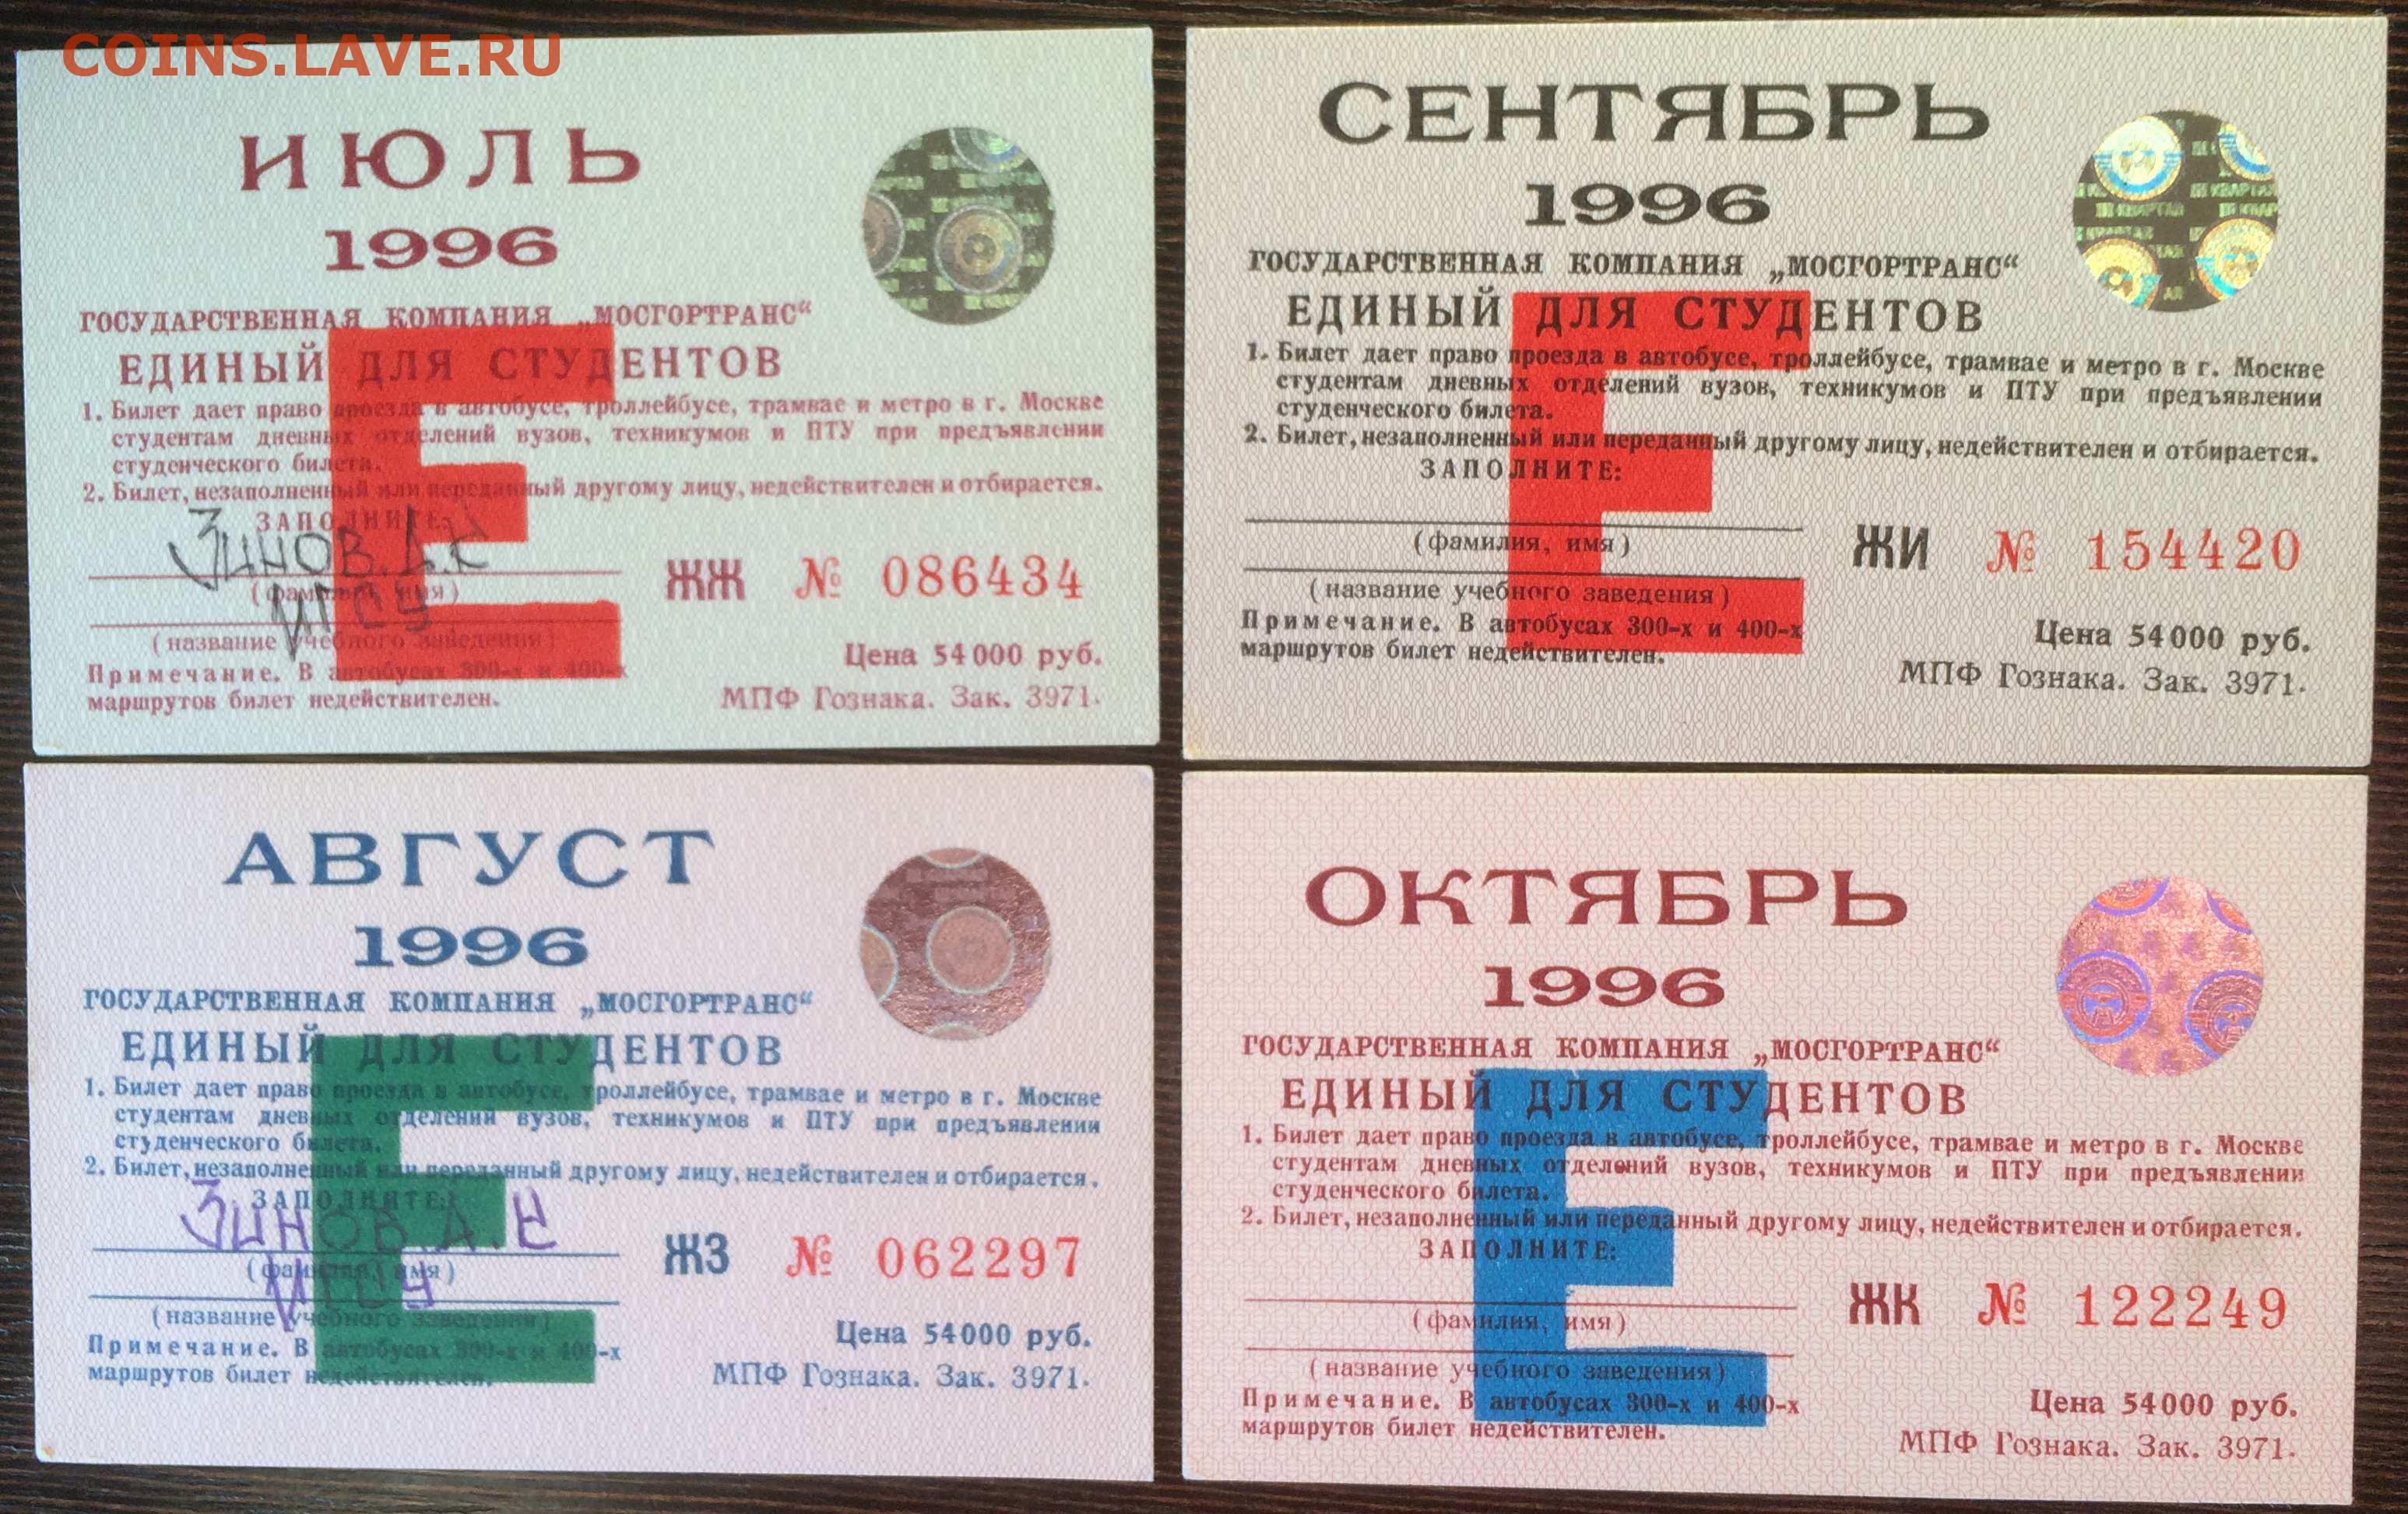 COINS.LAVE.RU
ИЮЛЬ
1996
ГОСУДАРСТВЕННАЯ КОМПАНИЯ „МОСГОРТРАНС“
ЕДИНЫЙ ДЛЯ СТУДЕНТОВ
1. Билет дает право проезда в автобусе, троллейбусе, трамвае и метро в г. Москве
студентам дневных отделений вузов, техникумов и ПТУ при предъявлении
студенческого билета.
2. Билет, незаполненный или переданный другому лицу, недействителен и отбирается.
ЗАПОЛНИТЕ:
Зинов.А.К
(фамилия, имя)
(название учебного заведения)
Примечание. В автобусах 300-х и 400-х
маршрутов билет недействителен.
Е
ЖЖ № 086434
Цена 54000 руб.
МПФ Гознака. Зак. 3971.
СЕНТЯБРЬ
1996
ГОСУДАРСТВЕННАЯ КОМПАНИЯ „МОСГОРТРАНС“
ЕДИНЫЙ ДЛЯ СТУДЕНТОВ
1. Билет дает право проезда в автобусе, троллейбусе, трамвае и метро в г. Москве
студентам дневных отделений вузов, техникумов и ПТУ при предъявлении
студенческого билета.
2. Билет, незаполненный или переданный другому лицу, недействителен и отбирается.
ЗАПОЛНИТЕ:
(фамилия, имя)
(название учебного заведения)
Примечание. В автобусах 300-х и 400-х
маршрутов билет недействителен.
Е
III КВАРТАЛ
ЖИ № 154420
Цена 54000 руб.
МПФ Гознака. Зак. 3971.
АВГУСТ
1996
ГОСУДАРСТВЕННАЯ КОМПАНИЯ „МОСГОРТРАНС“
ЕДИНЫЙ ДЛЯ СТУДЕНТОВ
1. Билет дает право проезда в автобусе, троллейбусе, трамвае и метро в г. Москве
студентам дневных отделений вузов, техникумов и ПТУ при предъявлении
студенческого билета.
2. Билет, незаполненный или переданный другому лицу, недействителен и отбирается.
ЗАПОЛНИТЕ:
Зинов.А.К
(фамилия, имя)
(название учебного заведения)
Примечание. В автобусах 300-х и 400-х
маршрутов билет недействителен.
Е
ЖЗ № 062297
Цена 54000 руб.
МПФ Гознака. Зак. 3971.
ОКТЯБРЬ
1996
ГОСУДАРСТВЕННАЯ КОМПАНИЯ „МОСГОРТРАНС“
ЕДИНЫЙ ДЛЯ СТУДЕНТОВ
1. Билет дает право проезда в автобусе, троллейбусе, трамвае и метро в г. Москве
студентам дневных отделений вузов, техникумов и ПТУ при предъявлении
студенческого билета.
2. Билет, незаполненный или переданный другому лицу, недействителен и отбирается.
ЗАПОЛНИТЕ:
(фамилия, имя)
(название учебного заведения)
Примечание. В автобусах 300-х и 400-х
маршрутов билет недействителен.
Е
ЖК № 122249
Цена 54000 руб.
МПФ Гознака. Зак. 3971.